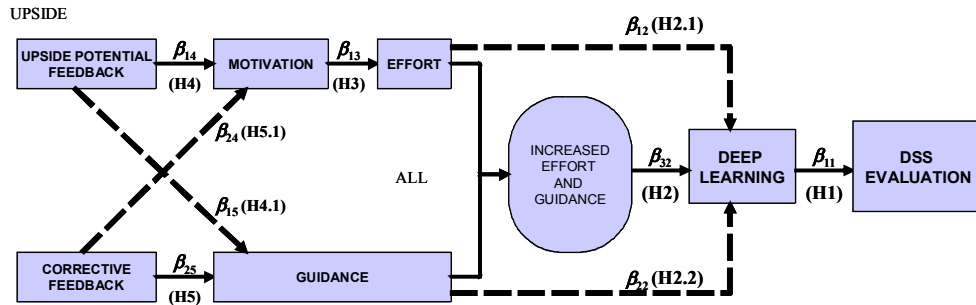 UPSIDE
UPSIDE POTENTIAL
FEEDBACK
β14
(H4)
MOTIVATION
β13
(H3)
EFFORT
β12 (H2.1)
β24 (H5.1)
β15 (H4.1)
ALL
INCREASED
EFFORT
AND
GUIDANCE
β32
(H2)
DEEP
LEARNING
β11
(H1)
DSS
EVALUATION
CORRECTIVE
FEEDBACK
β25
(H5)
GUIDANCE
β22 (H2.2)